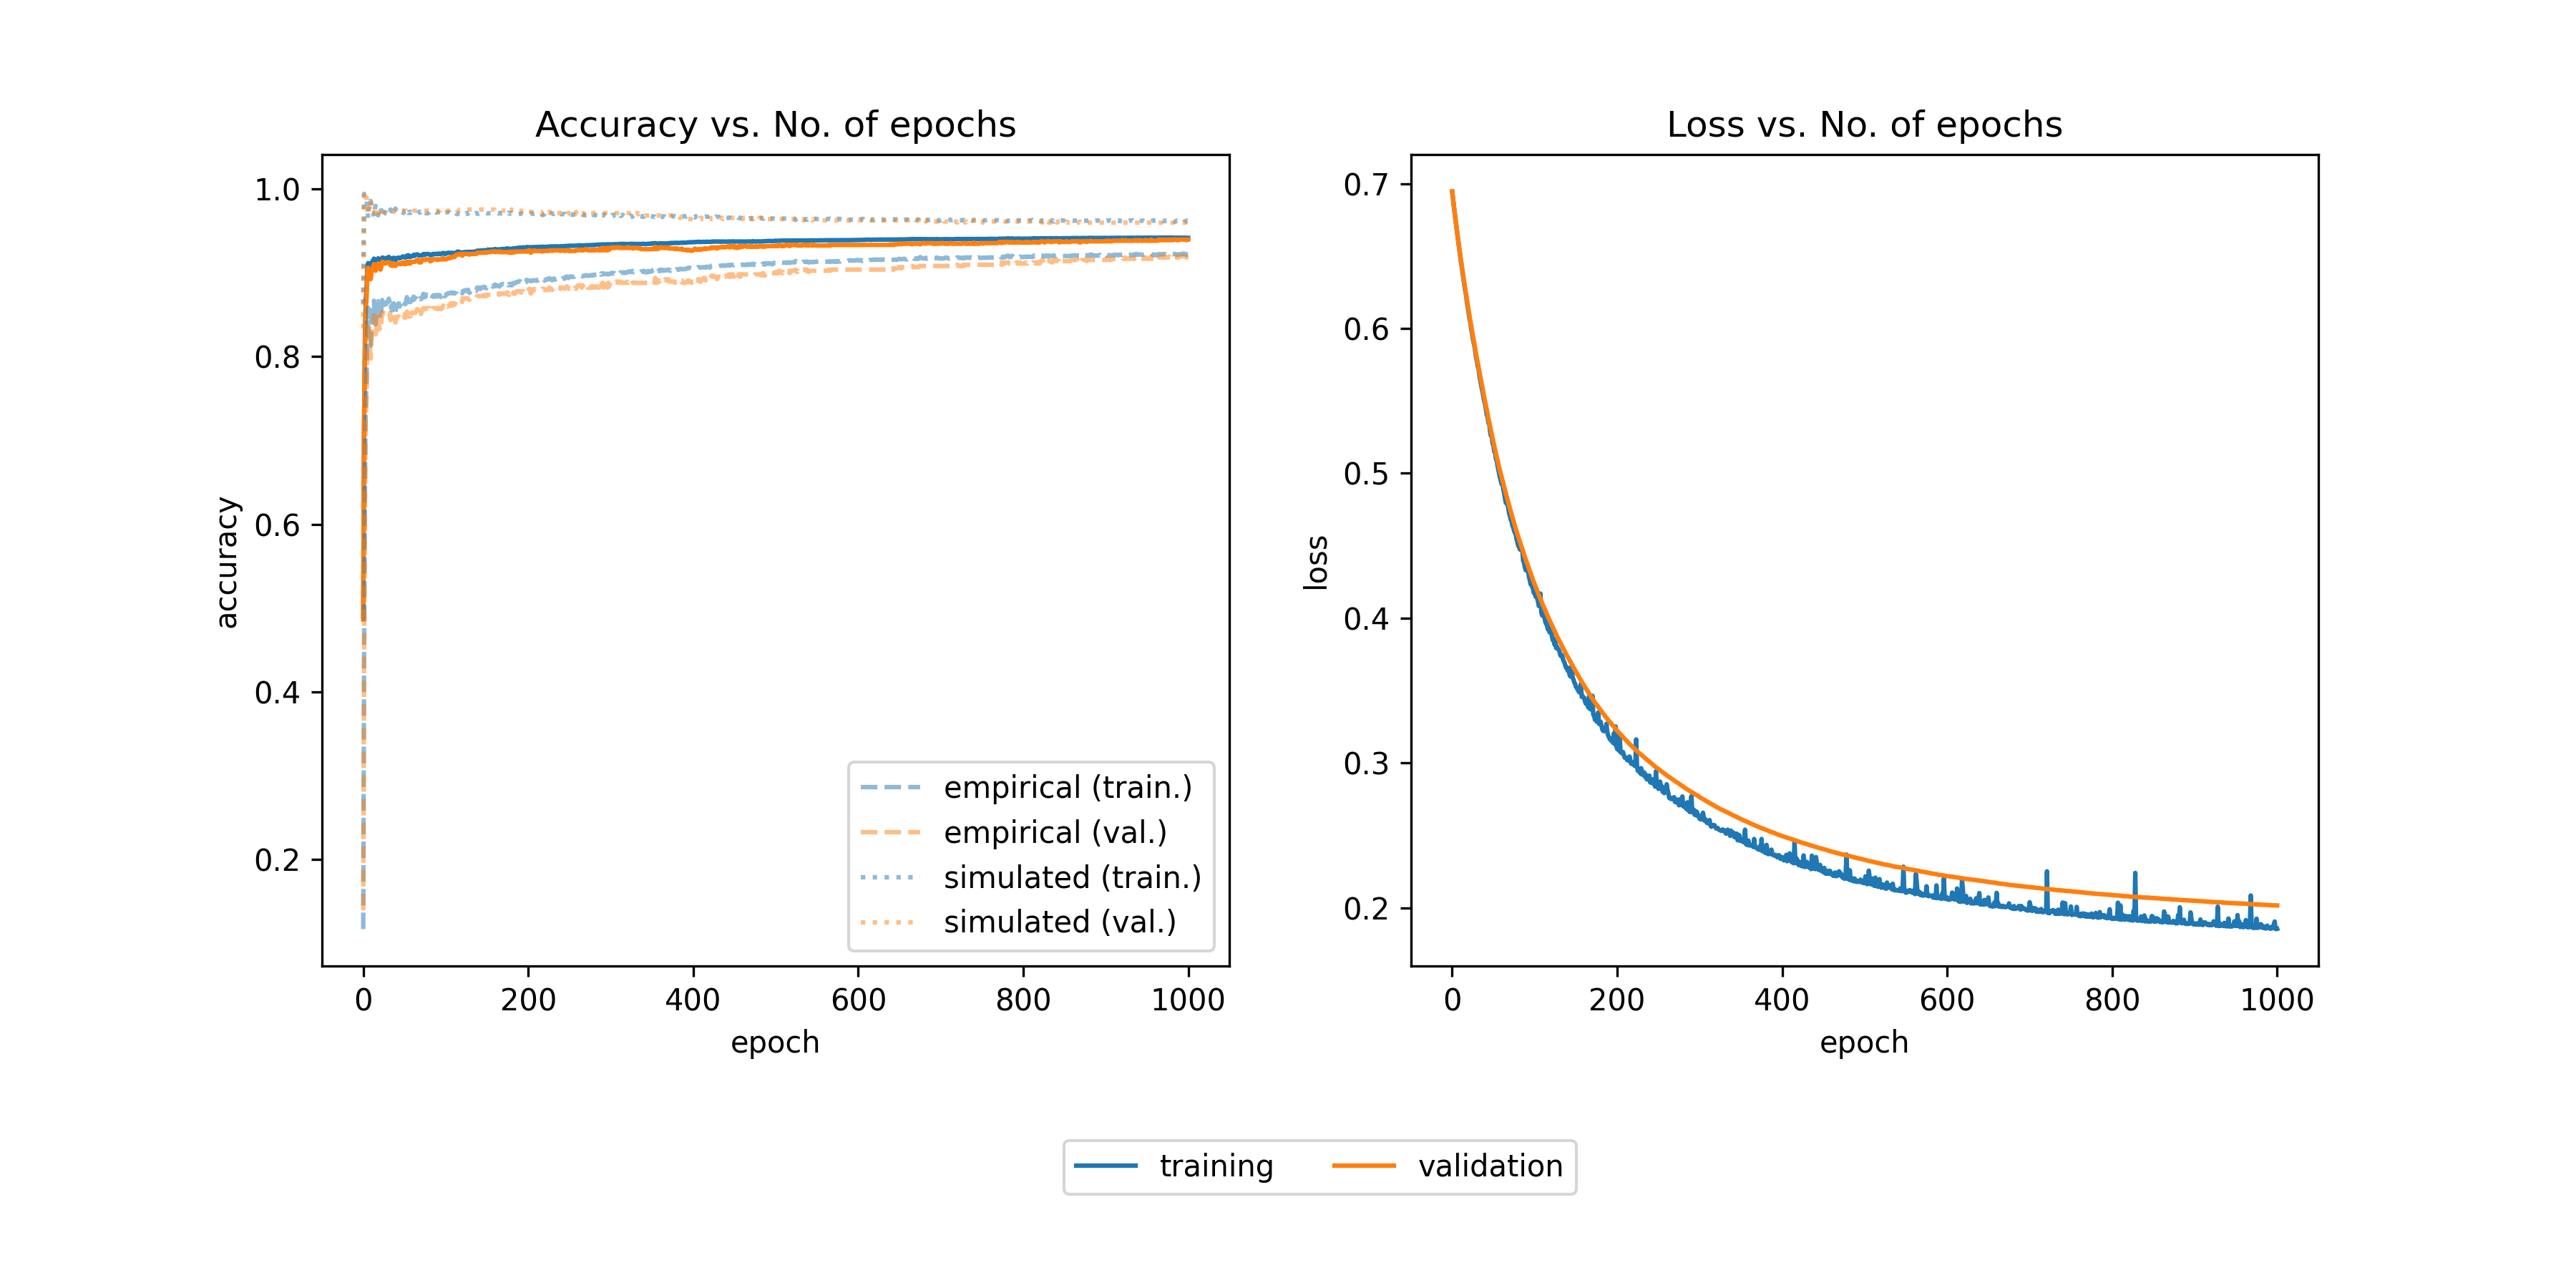 Accuracy vs. No. of epochs
1.0
0.8
0.6
0.4
0.2
accuracy
0 200 400 600 800 1000
epoch
empirical (train.)
empirical (val.)
simulated (train.)
simulated (val.)
Loss vs. No. of epochs
0.7
0.6
0.5
0.4
0.3
0.2
loss
0 200 400 600 800 1000
epoch
training validation